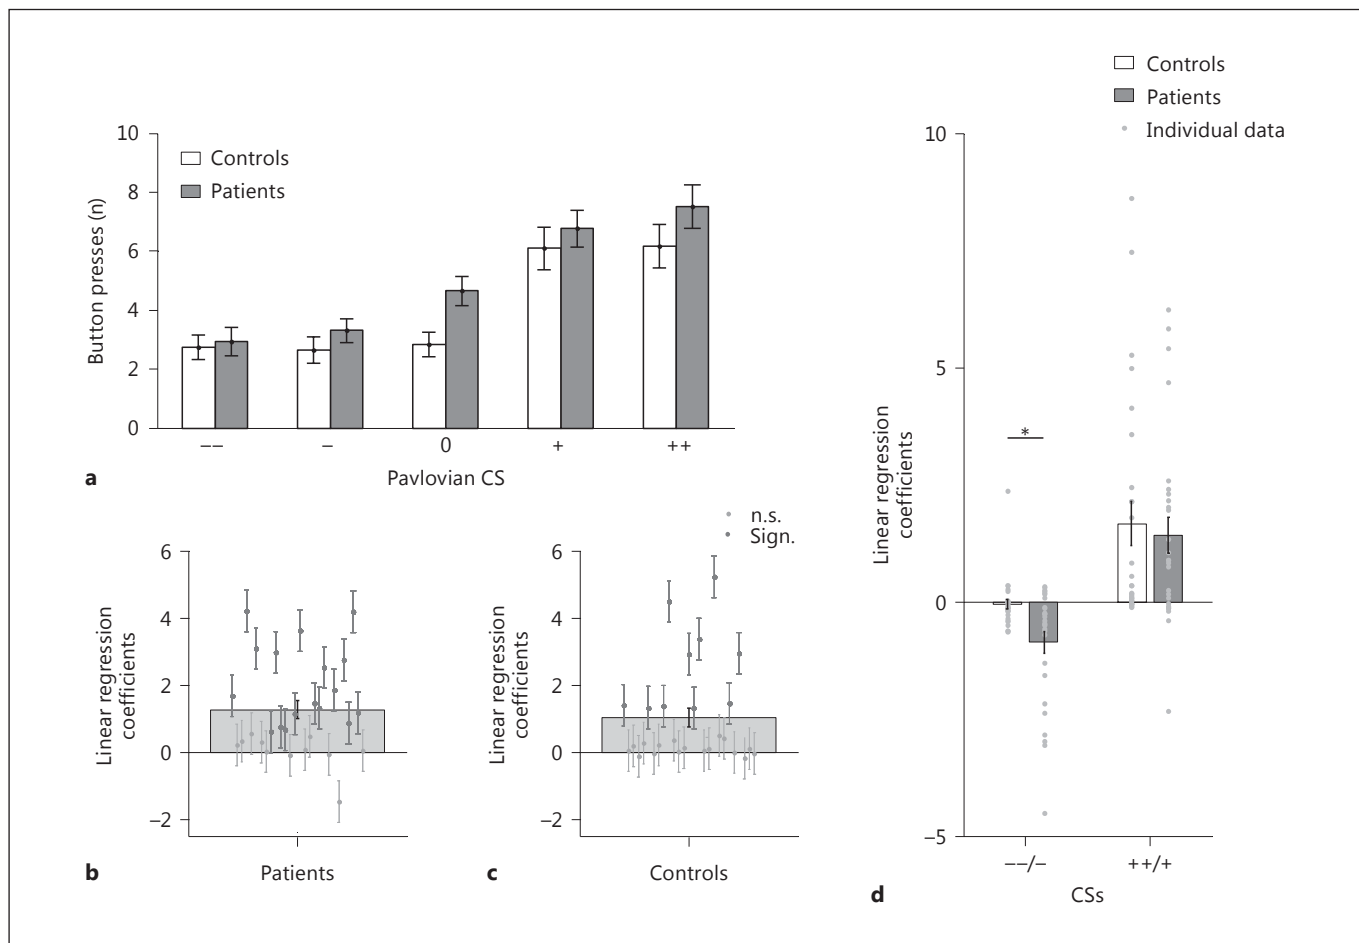 Controls
Patients
Individual data
10
8
6
4
2
0
Button presses (n)
Controls
Patients
−− − 0 + ++
Pavlovian CS
a
n.s.
Sign.
6
4
2
0
−2
Linear regression
coefficients
Patients
b
6
4
2
0
−2
Linear regression
coefficients
Controls
c
10
5
0
−5
Linear regression
coefficients
*
−−/− ++/+
CSs
d